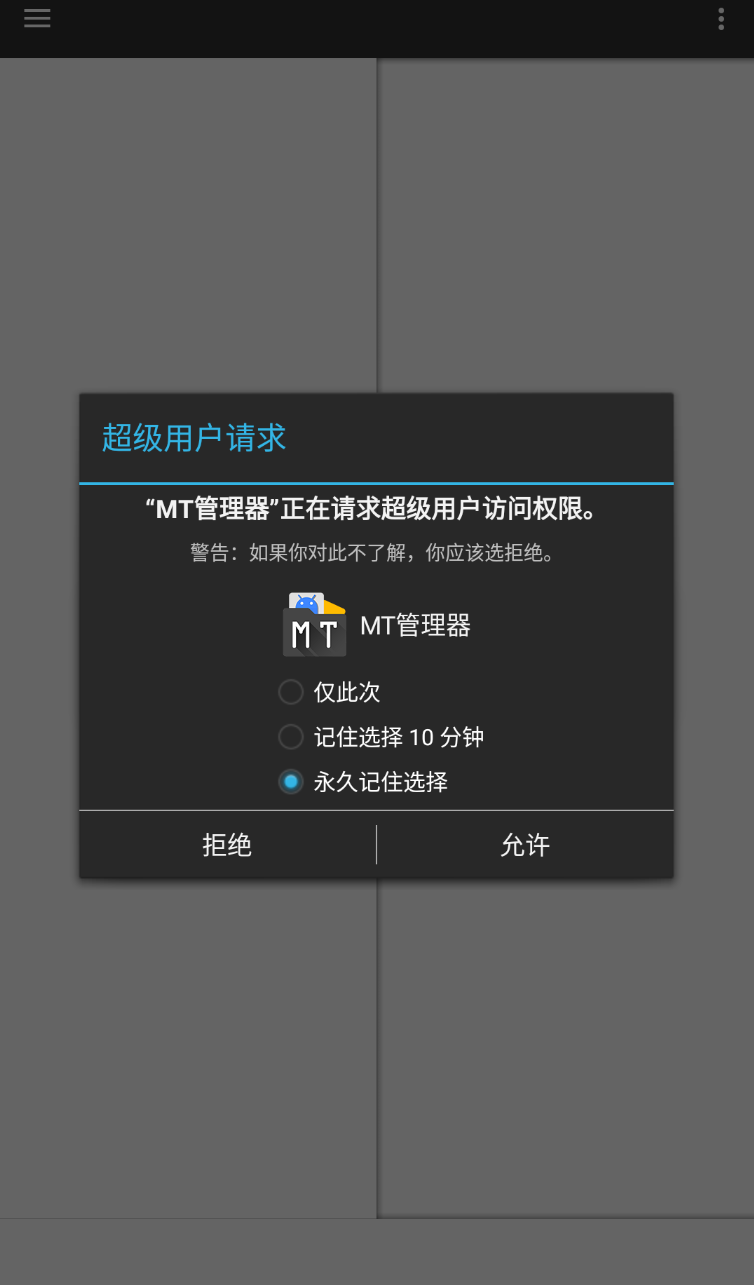 超级用户请求
“MT管理器”正在请求超级用户访问权限。
警告：如果你对此不了解，你应该选拒绝。
MT
MT管理器
仅此次
记住选择 10 分钟
永久记住选择
拒绝
允许